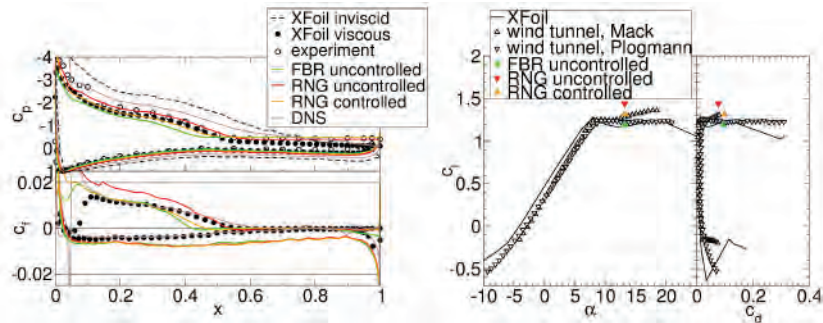 XFoil inviscid
XFoil viscous
experiment
FBR uncontrolled
RNG uncontrolled
RNG controlled
DNS
-4
-3
-2
-1
0
1
c_p
0.02
0
-0.02
c_f
0 0.2 0.4 0.6 0.8 1
x
XFoil
wind tunnel, Mack
wind tunnel, Plogmann
FBR uncontrolled
RNG uncontrolled
RNG controlled
2
1.5
1
0.5
0
-0.5
c_l
-10 -5 0 5 10 15 20 25
α
0 0.2 0.4
c_d